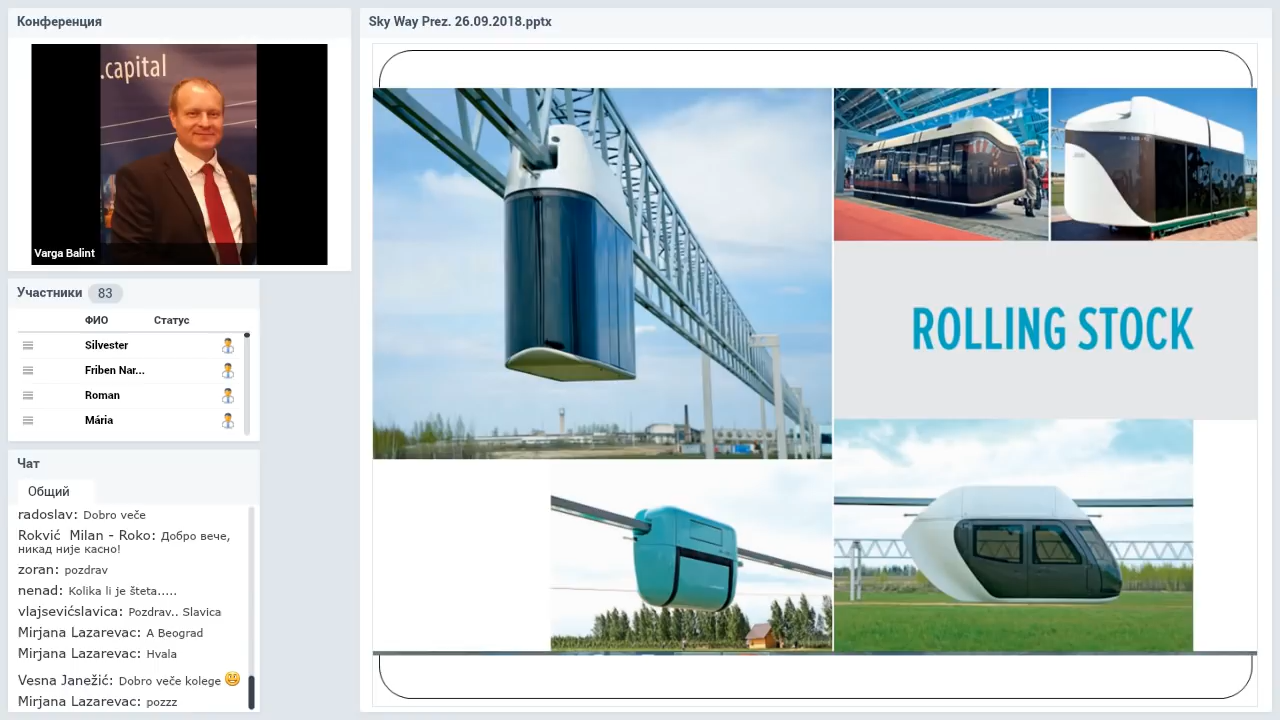 Конференция
.capital
Varga Balint
Участники 83
ФИО Статус
Silvester
Friben Nar...
Roman
Mária
Чат
Общий
radoslav: Dobro veče
Rokvić Milan - Roko: Добро вече,
никад није касно!
zoran: pozdrav
nenad: Kolika li je šteta.....
vlajsevićslavica: Pozdrav.. Slavica
Mirjana Lazarevac: A Beograd
Mirjana Lazarevac: Hvala
Vesna Janežić: Dobro veče kolege
Mirjana Lazarevac: pozzz
Sky Way Prez. 26.09.2018.pptx
ROLLING STOCK